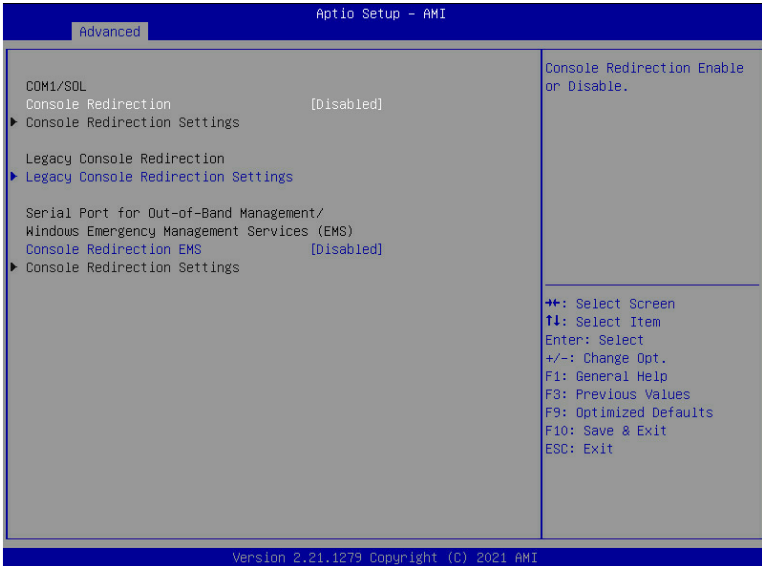 Aptio Setup – AMI
Advanced
COM1/SOL
Console Redirection [Disabled]
Console Redirection Settings
Legacy Console Redirection
Legacy Console Redirection Settings
Serial Port for Out-of-Band Management/
Windows Emergency Management Services (EMS)
Console Redirection EMS [Disabled]
Console Redirection Settings
Console Redirection Enable
or Disable.
→←: Select Screen
↑↓: Select Item
Enter: Select
+/-: Change Opt.
F1: General Help
F3: Previous Values
F9: Optimized Defaults
F10: Save & Exit
ESC: Exit
Version 2.21.1279 Copyright (C) 2021 AMI